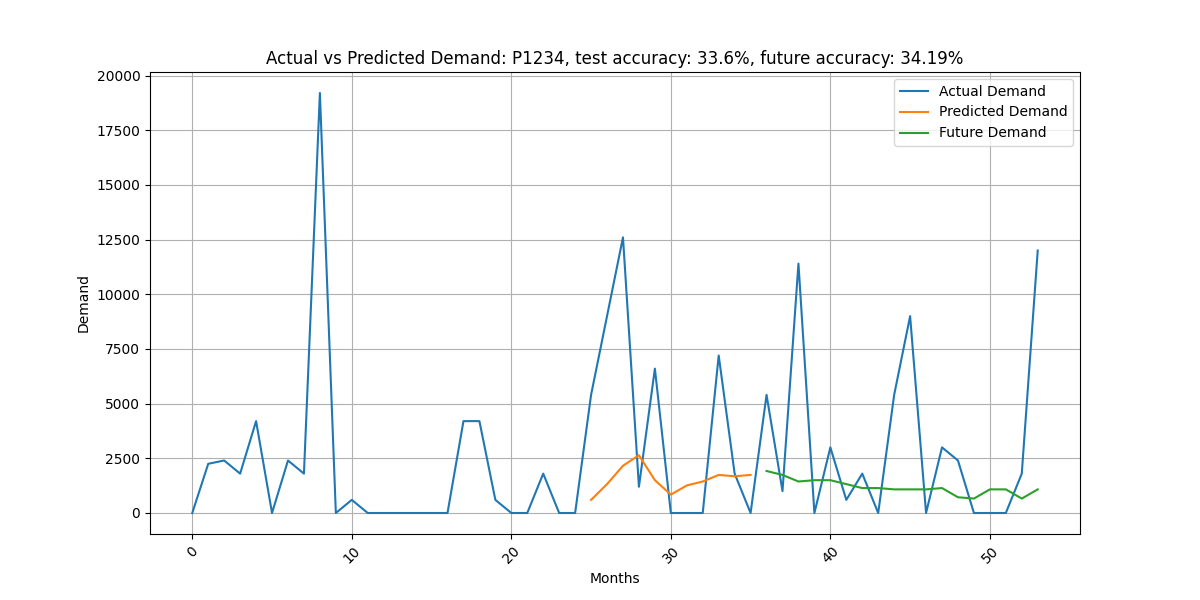 Actual vs Predicted Demand: P1234, test accuracy: 33.6%, future accuracy: 34.19%
20000
17500
15000
12500
10000
7500
5000
2500
0
Demand
Actual Demand
Predicted Demand
Future Demand
0
10
20
30
40
50
Months